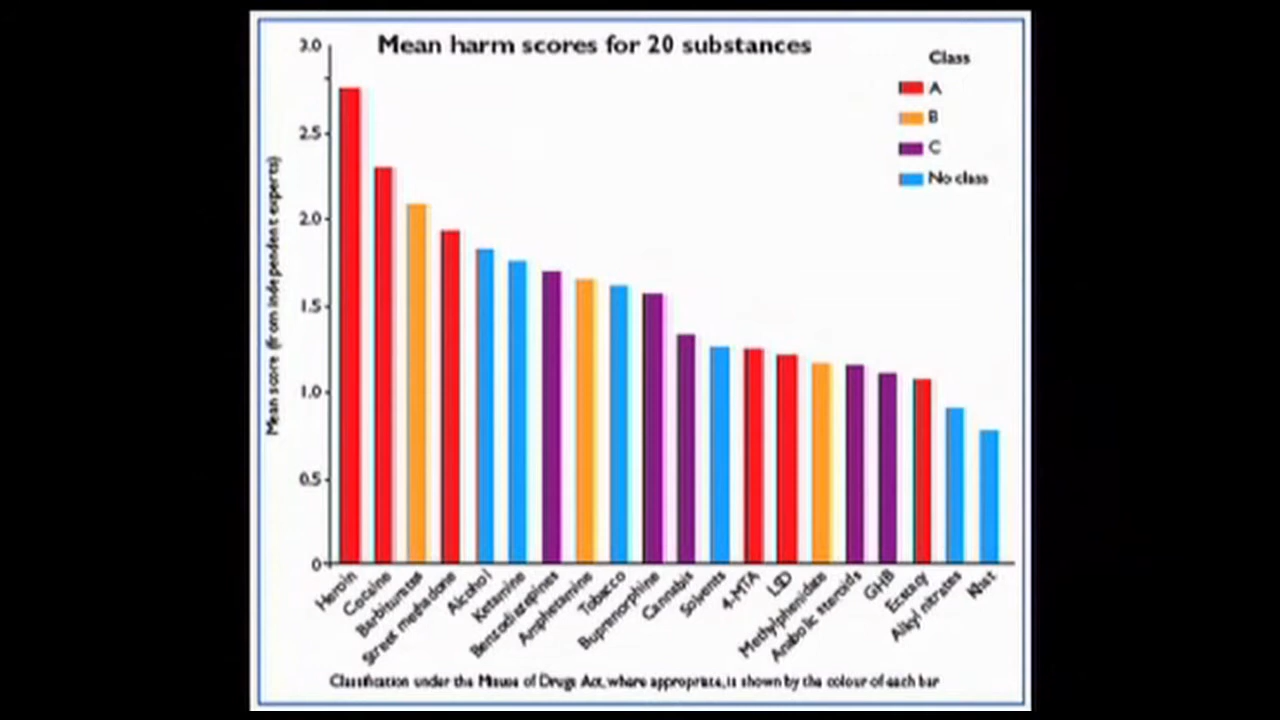 Mean harm scores for 20 substances
Class
A
B
C
No class
Mean score (from independent experts)
3.0
2.5
2.0
1.5
1.0
0.5
0
Heroin
Cocaine
Barbiturates
Street methadone
Alcohol
Ketamine
Benzodiazepines
Amphetamine
Tobacco
Buprenorphine
Cannabis
Solvents
4-MTA
LSD
Methylphenidate
Anabolic steroids
GHB
Ecstasy
Alkyl nitrates
Khat
Classification under the Misuse of Drugs Act, where appropriate, is shown by the colour of each bar